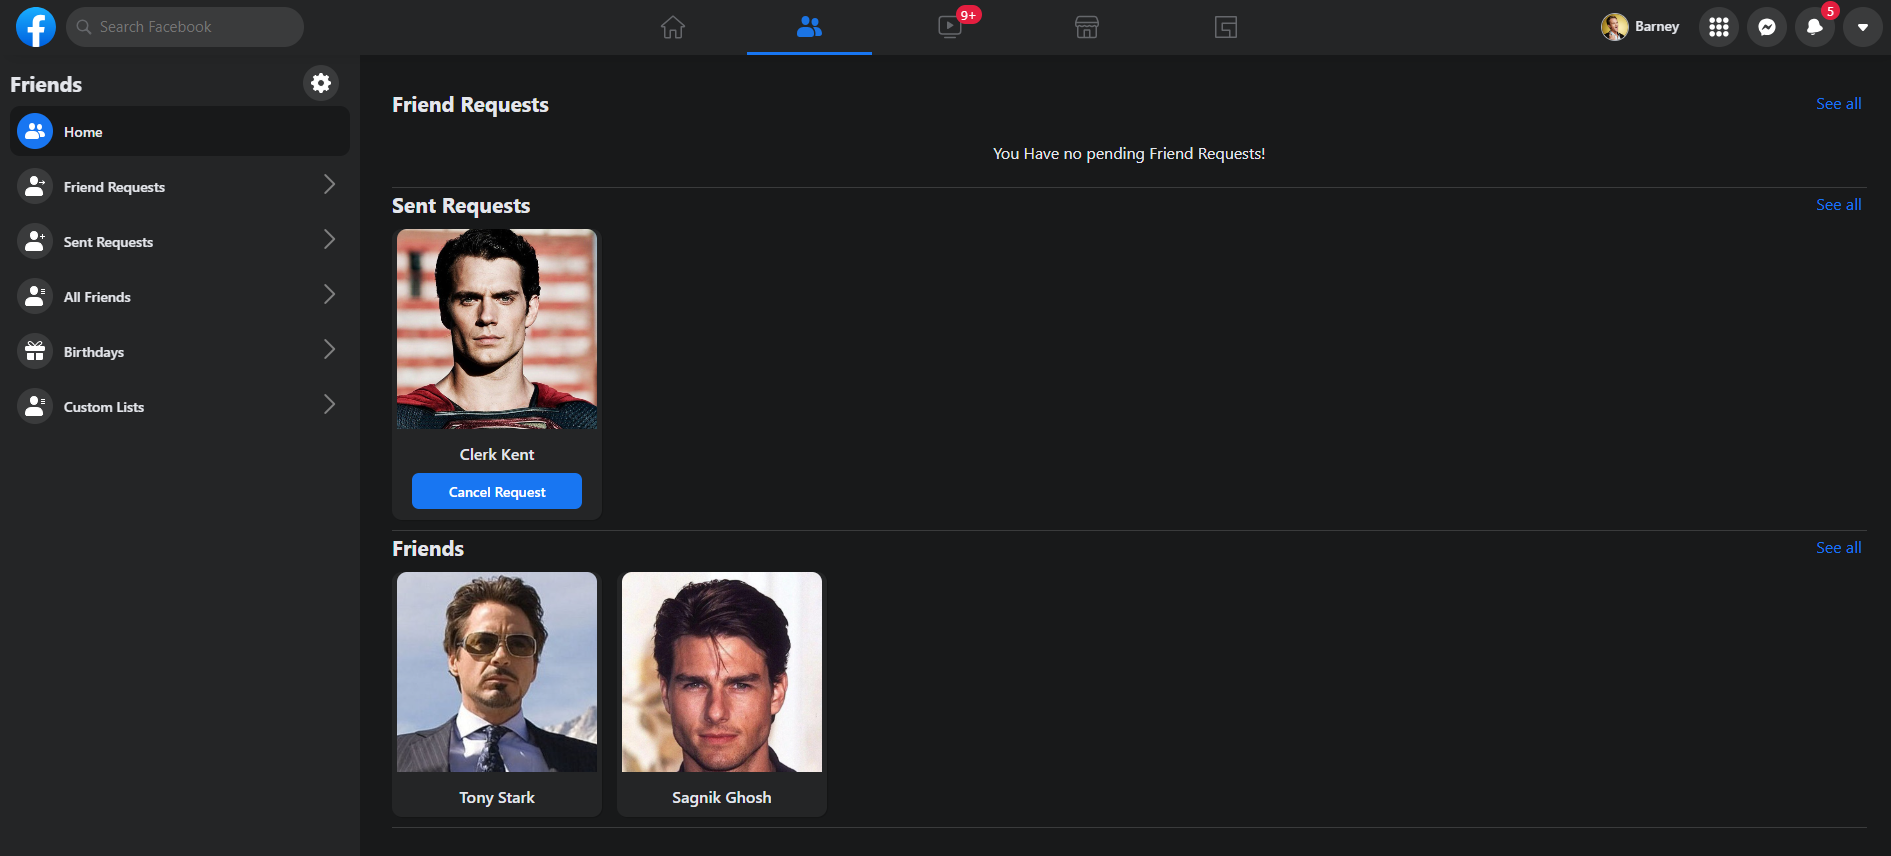 Search Facebook
9+
Barney
5
Friends
Home
Friend Requests
Sent Requests
All Friends
Birthdays
Custom Lists
Friend Requests
See all
You Have no pending Friend Requests!
Sent Requests
See all
Clerk Kent
Cancel Request
Friends
See all
Tony Stark
Sagnik Ghosh